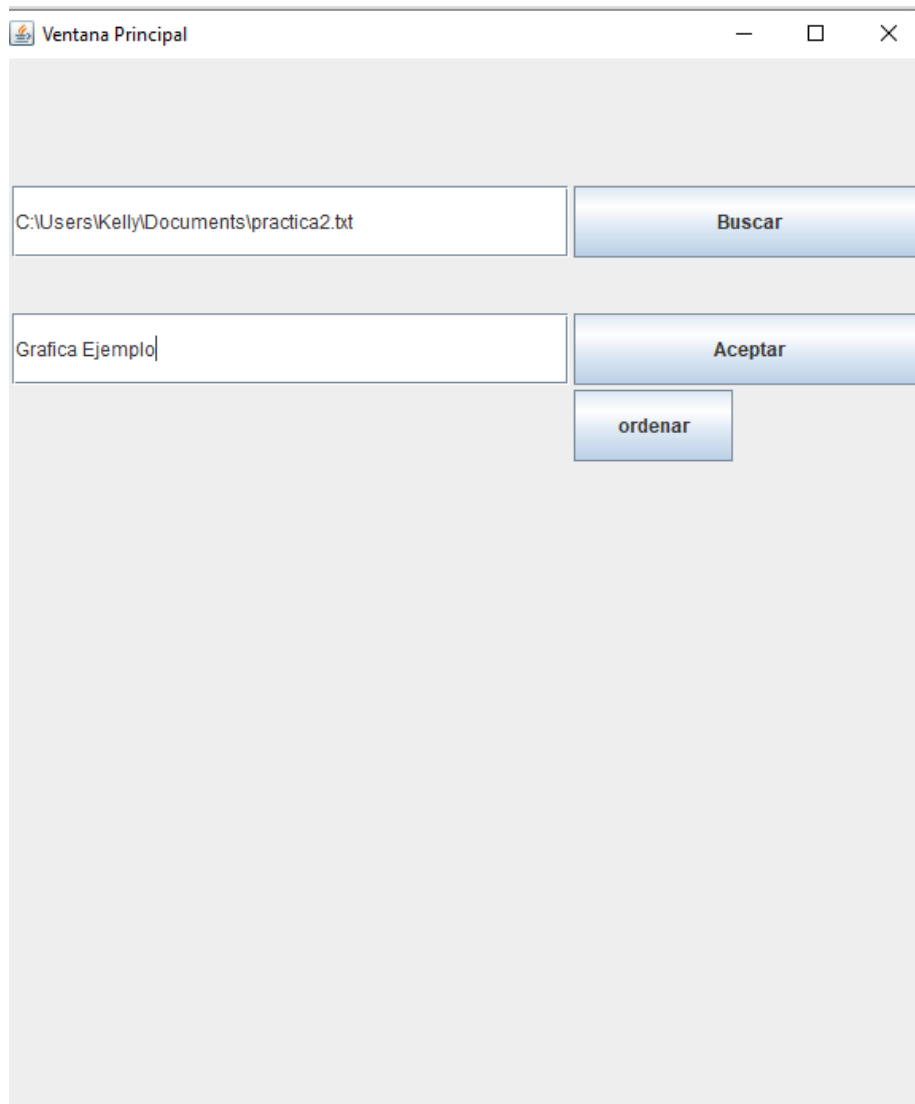 Ventana Principal
C:\Users\Kelly\Documents\practica2.txt
Buscar
Grafica Ejemplo
Aceptar
ordenar